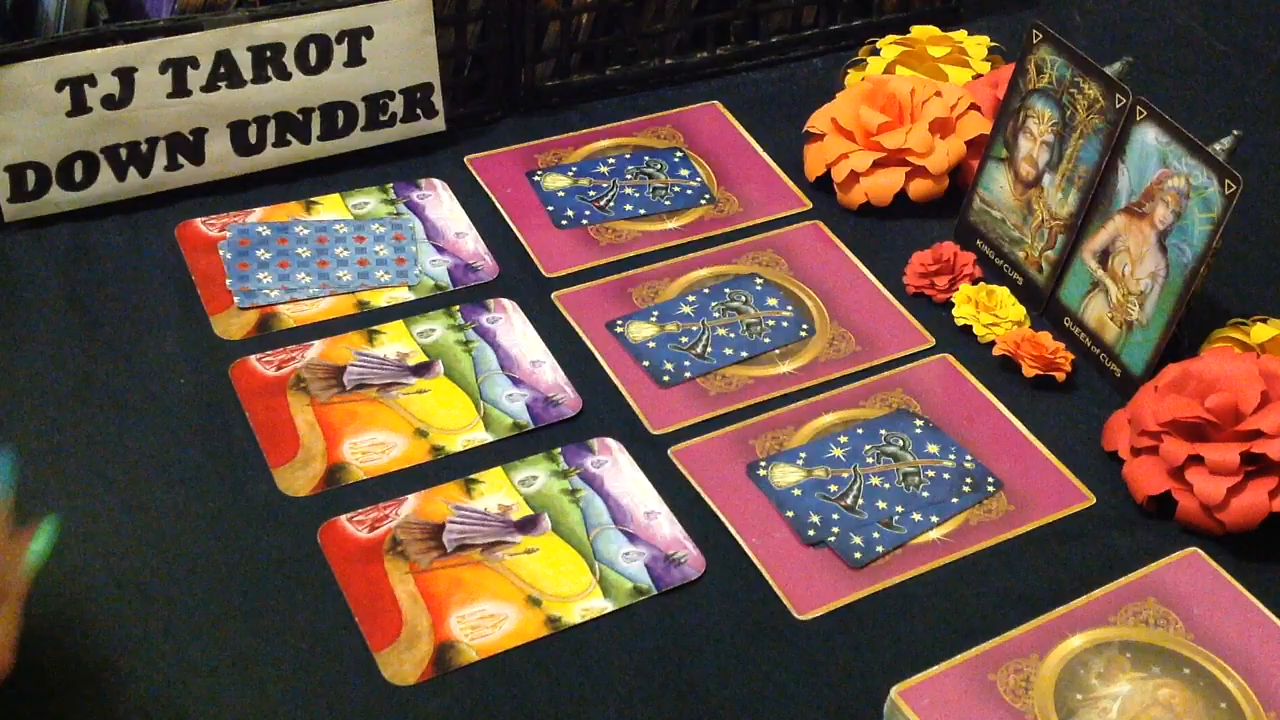 TJ TAROT
DOWN UNDER
KING of CUPS
QUEEN of CUPS